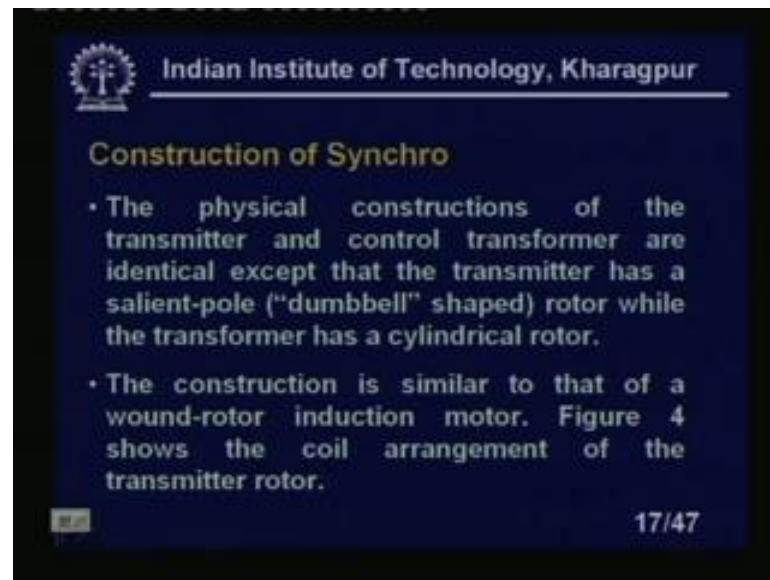 Indian Institute of Technology, Kharagpur
Construction of Synchro
• The physical constructions of the
transmitter and control transformer are
identical except that the transmitter has a
salient-pole ("dumbbell" shaped) rotor while
the transformer has a cylindrical rotor.
• The construction is similar to that of a
wound-rotor induction motor. Figure 4
shows the coil arrangement of the
transmitter rotor.
17/47